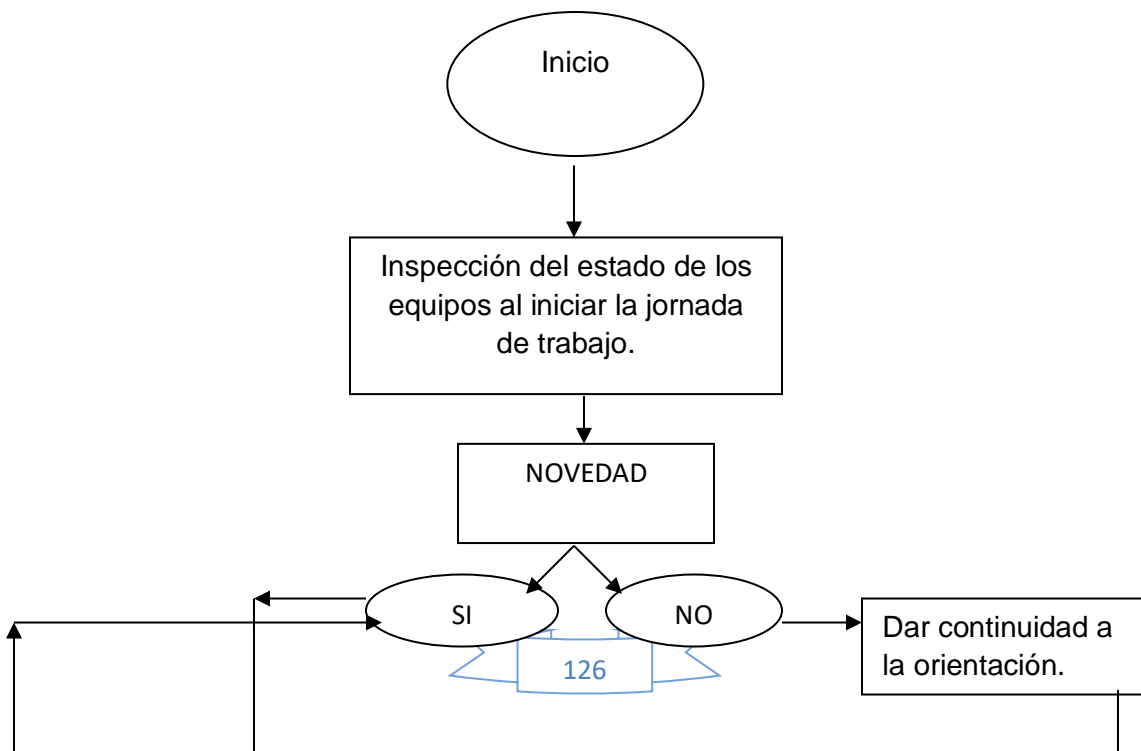 Inicio
Inspección del estado de los
equipos al iniciar la jornada
de trabajo.
NOVEDAD
SI
NO
Dar continuidad a
la orientación.
126